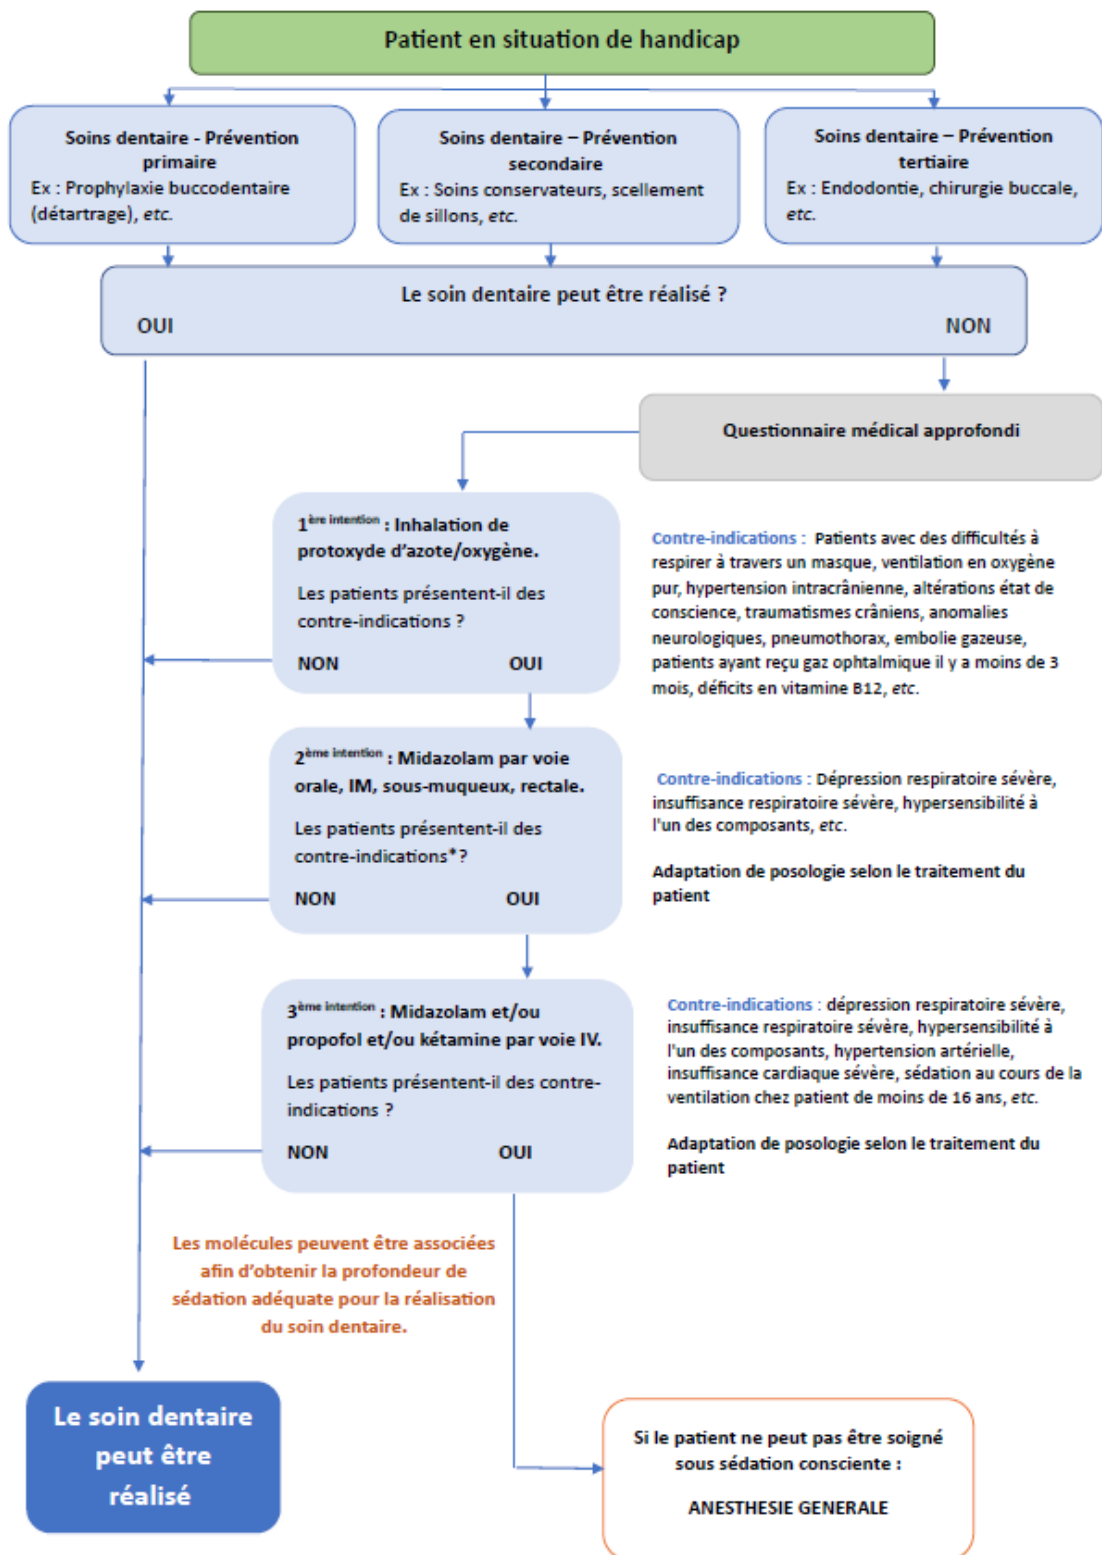 Patient en situation de handicap
Soins dentaire - Prévention
primaire
Ex : Prophylaxie buccodentaire
(détartrage), etc.
Soins dentaire – Prévention
secondaire
Ex : Soins conservateurs, scellement
de sillons, etc.
Soins dentaire – Prévention
tertiaire
Ex : Endodontie, chirurgie buccale,
etc.
Le soin dentaire peut être réalisé ?
OUI
NON
Questionnaire médical approfondi
1ère intention : Inhalation de
protoxyde d'azote/oxygène.
Les patients présentent-il des
contre-indications ?
NON
OUI
Contre-indications : Patients avec des difficultés à
respirer à travers un masque, ventilation en oxygène
pur, hypertension intracrânienne, altérations état de
conscience, traumatismes crâniens, anomalies
neurologiques, pneumothorax, embolie gazeuse,
patients ayant reçu gaz ophtalmique il y a moins de 3
mois, déficits en vitamine B12, etc.
2ème intention : Midazolam par voie
orale, IM, sous-muqueux, rectale.
Les patients présentent-il des
contre-indications* ?
NON
OUI
Contre-indications : Dépression respiratoire sévère,
insuffisance respiratoire sévère, hypersensibilité à
l'un des composants, etc.
Adaptation de posologie selon le traitement du
patient
3ème intention : Midazolam et/ou
propofol et/ou kétamine par voie IV.
Les patients présentent-il des contre-
indications ?
NON
OUI
Contre-indications : dépression respiratoire sévère,
insuffisance respiratoire sévère, hypersensibilité à
l'un des composants, hypertension artérielle,
insuffisance cardiaque sévère, sédation au cours de la
ventilation chez patient de moins de 16 ans, etc.
Adaptation de posologie selon le traitement du
patient
Les molécules peuvent être associées
afin d'obtenir la profondeur de
sédation adéquate pour la réalisation
du soin dentaire.
Le soin dentaire
peut être
réalisé
Si le patient ne peut pas être soigné
sous sédation consciente :
ANESTHESIE GENERALE